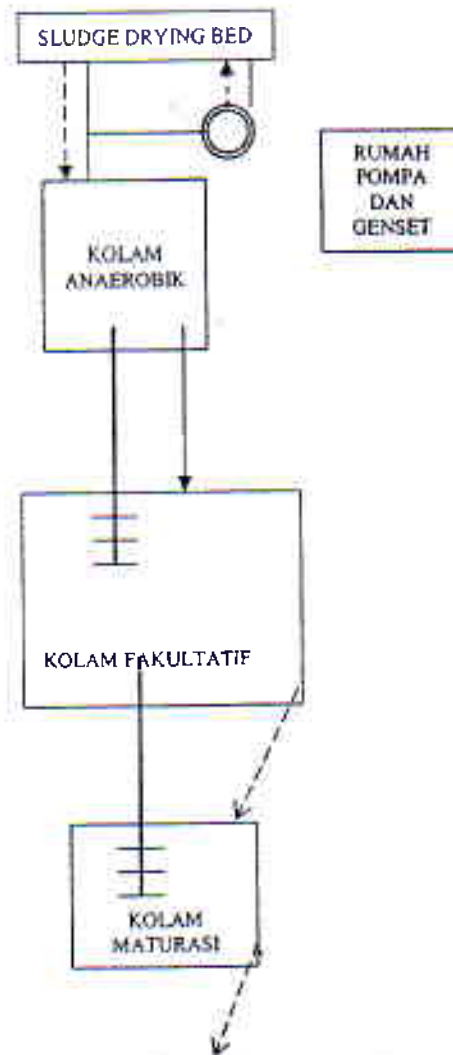 SLUDGE DRYING BED
RUMAH
POMPA
DAN
GENSET
KOLAM
ANAEROBIK
KOLAM FAKULTATIF
KOLAM
MATURASI